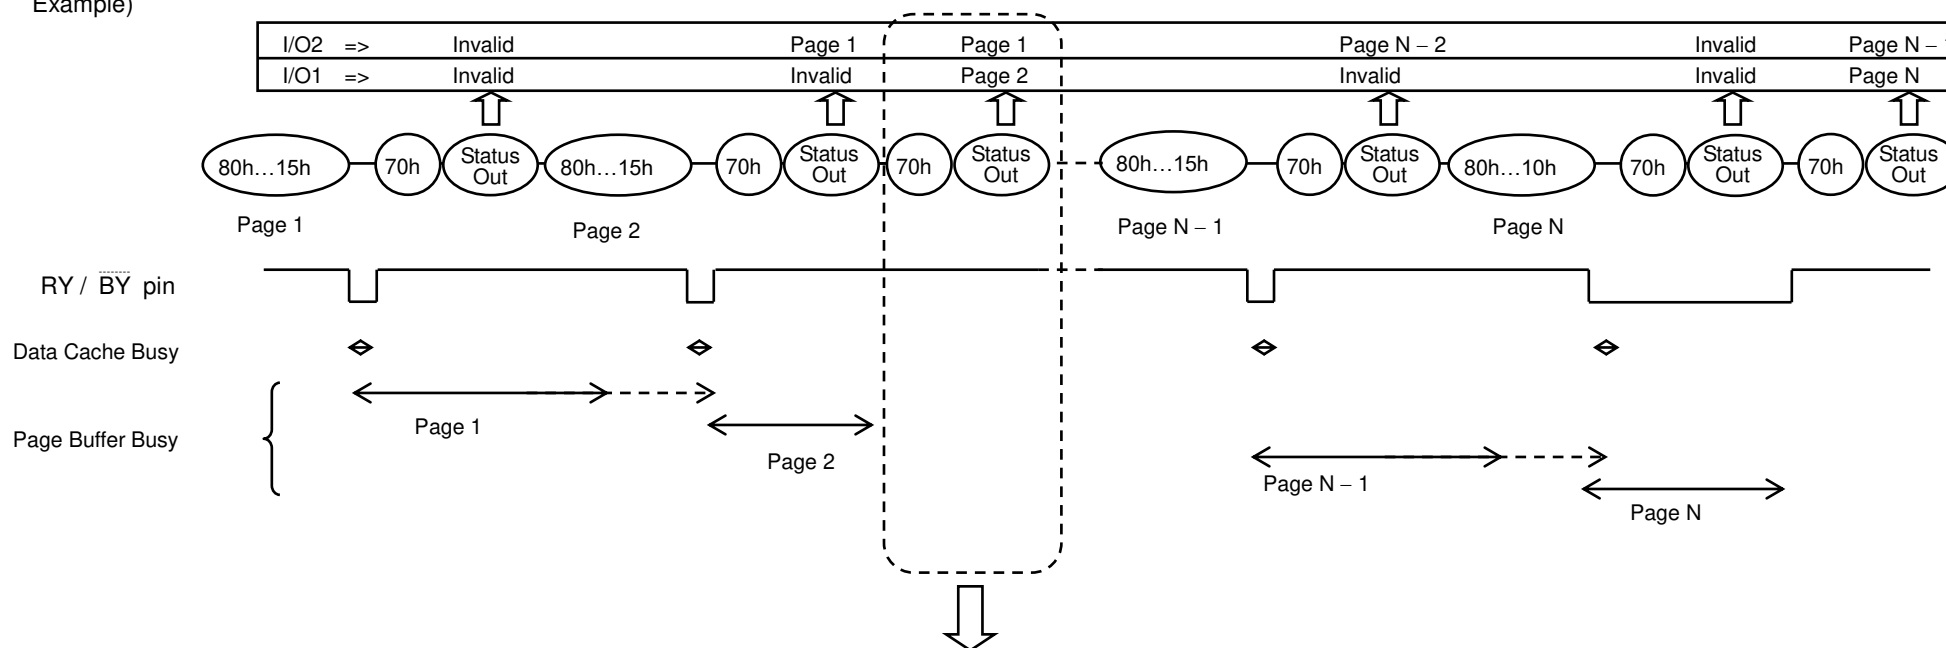 Example)
I/O2 => Invalid Page 1 Page 1 Page N – 2 Invalid Page N –
I/O1 => Invalid Invalid Page 2 Invalid Invalid Page N
80h…15h 70h Status Out 80h…15h 70h Status Out 70h Status Out 80h…15h 70h Status Out 80h…10h 70h Status Out 70h Status Out
Page 1 Page 2 Page N – 1 Page N
RY / BY pin
Data Cache Busy
Page Buffer Busy
Page 1
Page 2
Page N – 1
Page N